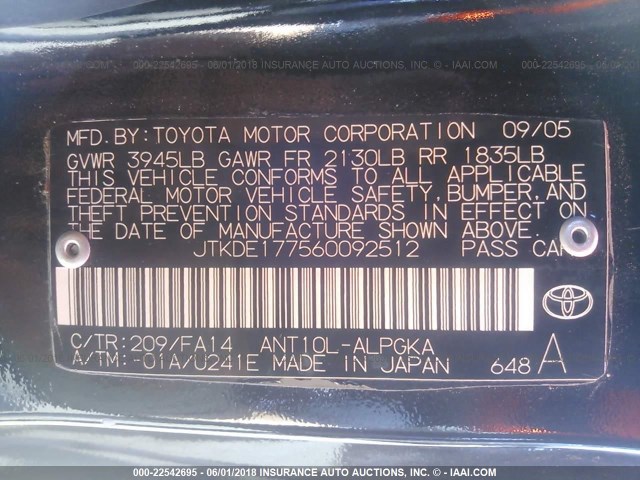 000-22542695 - 06/01/2018 - INSURANCE AUTO AUCTIONS - © - IAAI.COM
MFD. BY: TOYOTA MOTOR CORPORATION 09/05
GVWR 3945LB GAWR FR 2130LB RR 1835LB
THIS VEHICLE CONFORMS TO ALL APPLICABLE
FEDERAL MOTOR VEHICLE SAFETY, BUMPER, AND
THEFT PREVENTION STANDARDS IN EFFECT ON
THE DATE OF MANUFACTURE SHOWN ABOVE.
JTKDE177560092512 PASS CAR
C/TR: 209/FA14 ANT10L-ALPGKA
A/TM: -01A/U241E MADE IN JAPAN 648 A
000-22542695 - 06/01/2018 - INSURANCE AUTO AUCTIONS - © - IAAI.COM